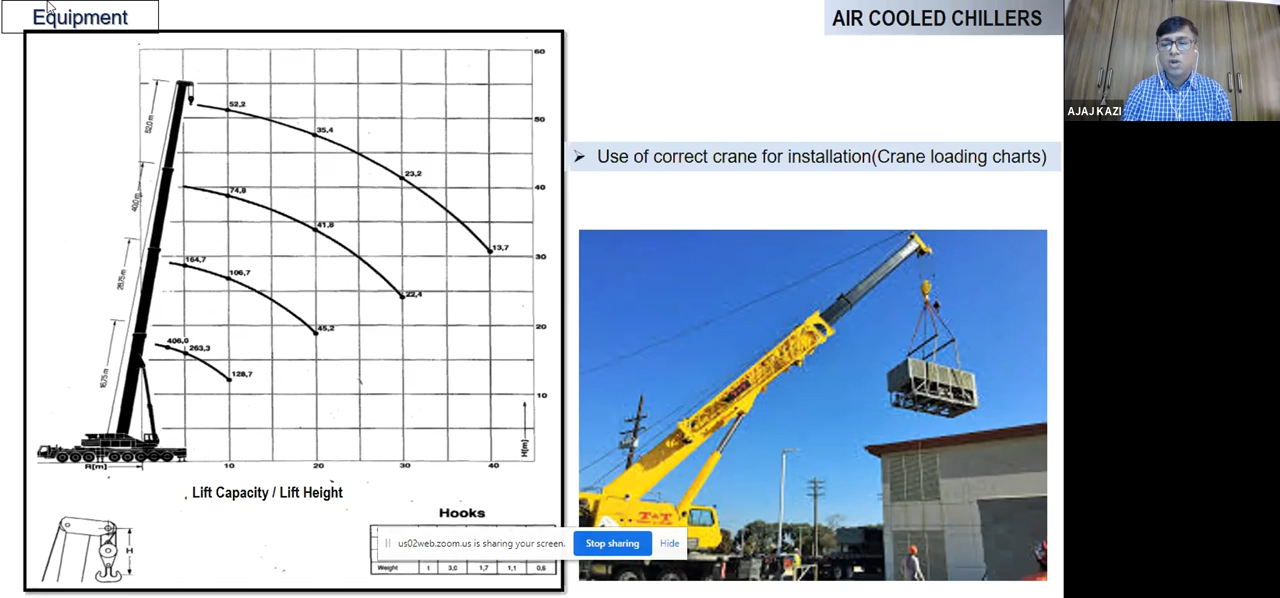 Equipment
AIR COOLED CHILLERS
AJAJ KAZI
Use of correct crane for installation(Crane loading charts)
60
50
40
30
20
10
H[m]
52,0 m
40,0 m
28,75 m
16,75 m
52,2
35,4
23,2
13,7
74,8
41,8
22,4
164,7
106,7
45,2
406,0
263,3
128,7
R[m]
10
20
30
40
Lift Capacity / Lift Height
H
Hooks
us02web.zoom.us is sharing your screen.
Stop sharing
Hide
Weight 3,0 1,7 1,1 0,6
T&T